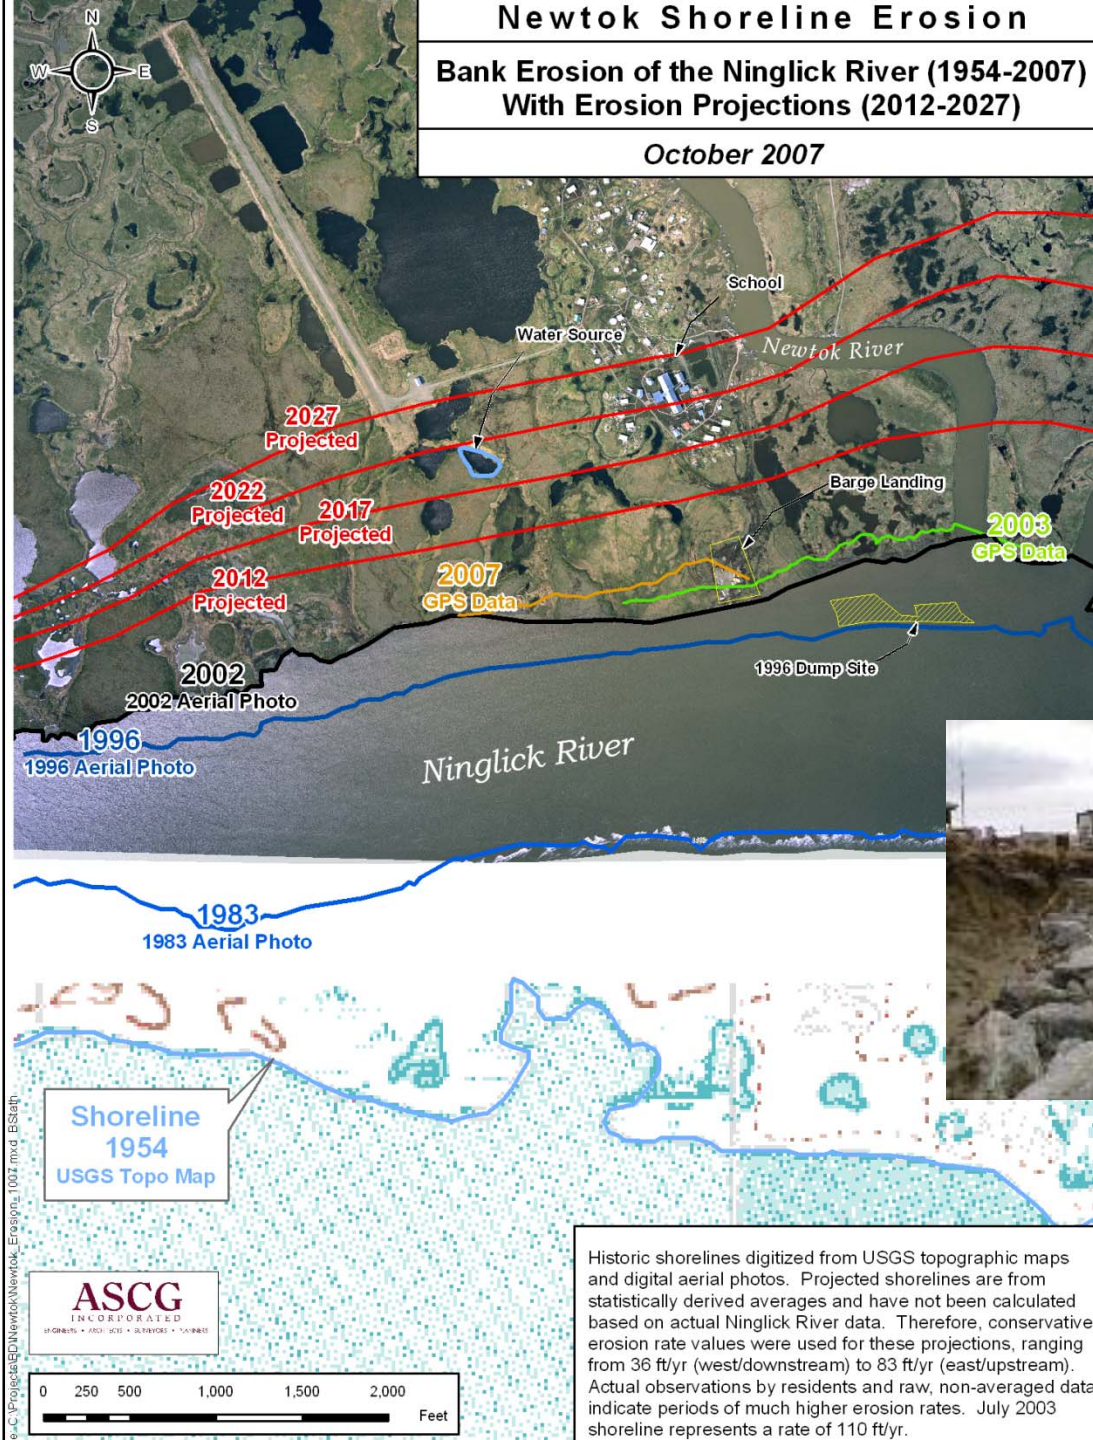 Newtok Shoreline Erosion
Bank Erosion of the Ninglick River (1954-2007)
With Erosion Projections (2012-2027)
October 2007
N
W
E
S
School
Water Source
Newtok River
2027
Projected
2022
Projected
2017
Projected
2012
Projected
Barge Landing
2003
GPS Data
2007
GPS Data
2002
2002 Aerial Photo
1996 Dump Site
1996
1996 Aerial Photo
Ninglick River
1983
1983 Aerial Photo
Shoreline
1954
USGS Topo Map
ASCG
INCORPORATED
ENGINEERS • ARCHITECTS • SURVEYORS • PLANNERS
0 250 500 1,000 1,500 2,000
Feet
Historic shorelines digitized from USGS topographic maps
and digital aerial photos. Projected shorelines are from
statistically derived averages and have not been calculated
based on actual Ninglick River data. Therefore, conservative
erosion rate values were used for these projections, ranging
from 36 ft/yr (west/downstream) to 83 ft/yr (east/upstream).
Actual observations by residents and raw, non-averaged data
indicate periods of much higher erosion rates. July 2003
shoreline represents a rate of 110 ft/yr.